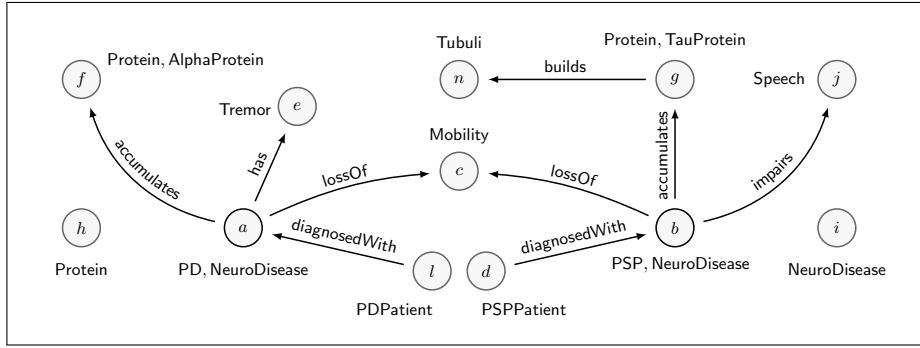 Tubuli
Protein, TauProtein
Protein, AlphaProtein
f
n
builds
g
Speech
j
Tremor
e
accumulates
has
Mobility
c
lossOf
lossOf
accumulates
impairs
h
a
diagnosedWith
diagnosedWith
b
i
Protein
PD, NeuroDisease
l
d
PSP, NeuroDisease
NeuroDisease
PDPatient
PSPPatient